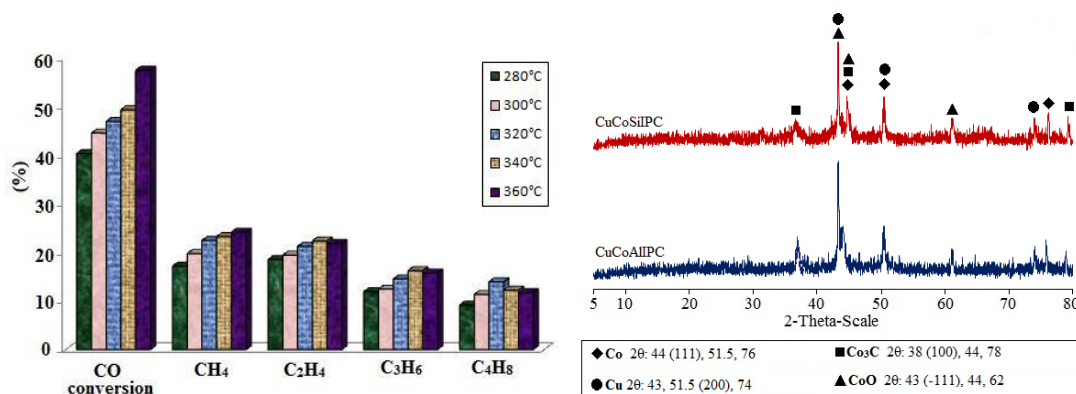 60
50
40
30
20
10
0
(%)
280°C
300°C
320°C
340°C
360°C
CO
conversion
CH4
C2H4
C3H6
C4H8
CuCoSiIPC
CuCoAlIPC
5 10 20 30 40 50 60 70 80
2-Theta-Scale
◆ Co 2θ: 44 (111), 51.5, 76
■ Co₃C 2θ: 38 (100), 44, 78
● Cu 2θ: 43, 51.5 (200), 74
▲ CoO 2θ: 43 (-111), 44, 62